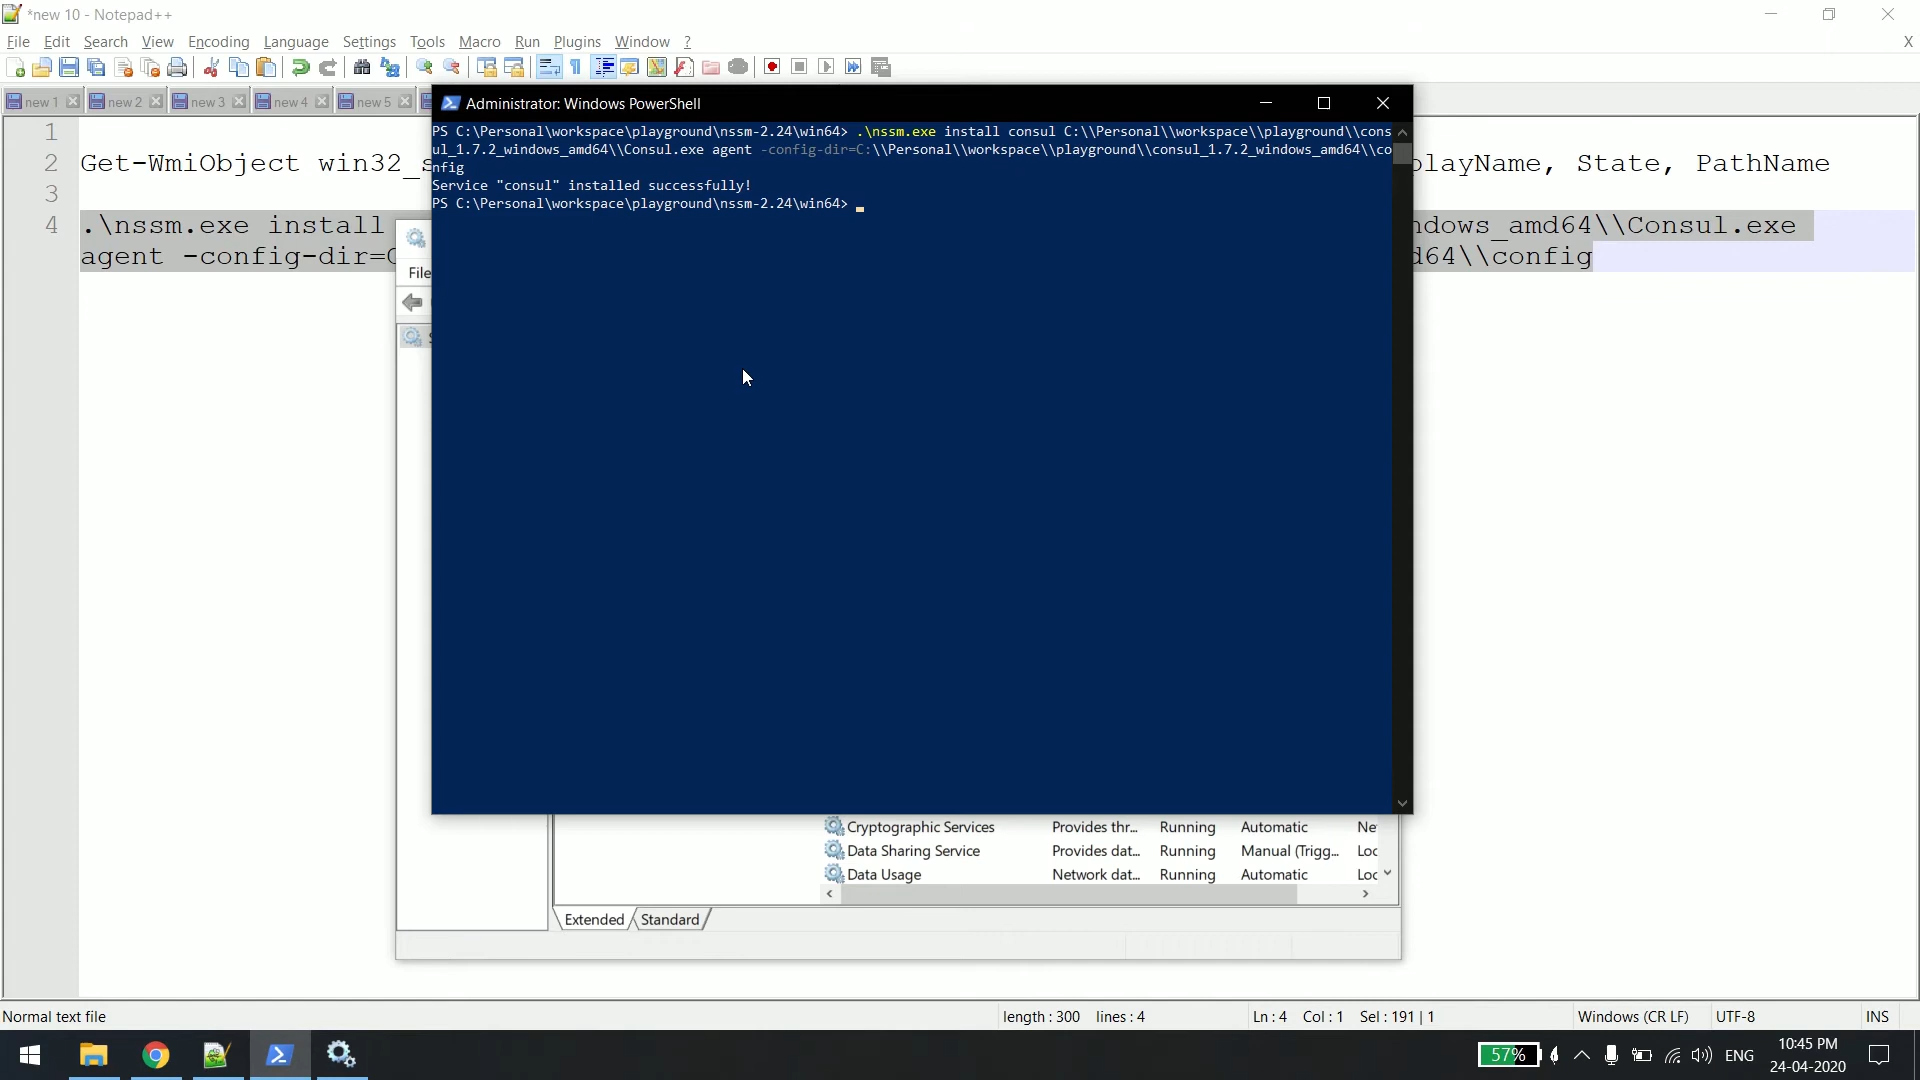 *new 10 - Notepad++
File Edit Search View Encoding Language Settings Tools Macro Run Plugins Window ?
X
new 1 new 2 new 3 new 4 new 5
Administrator: Windows PowerShell
PS C:\Personal\workspace\playground\nssm-2.24\win64> .\nssm.exe install consul C:\\Personal\\workspace\\playground\\cons
ul_1.7.2_windows_amd64\\Consul.exe agent -config-dir=C:\\Personal\\workspace\\playground\\consul_1.7.2_windows_amd64\\co
nfig
Service "consul" installed successfully!
PS C:\Personal\workspace\playground\nssm-2.24\win64>
1
2 Get-WmiObject win32_s playName, State, PathName
3
4 .\nssm.exe install ndows_amd64\\Consul.exe
agent -config-dir=C d64\\config
File
Cryptographic Services Provides thr... Running Automatic Ne
Data Sharing Service Provides dat... Running Manual (Trigg... Loc
Data Usage Network dat... Running Automatic Loc
Extended Standard
Normal text file length : 300 lines : 4 Ln : 4 Col : 1 Sel : 191 | 1 Windows (CR LF) UTF-8 INS
57% ENG 10:45 PM
24-04-2020